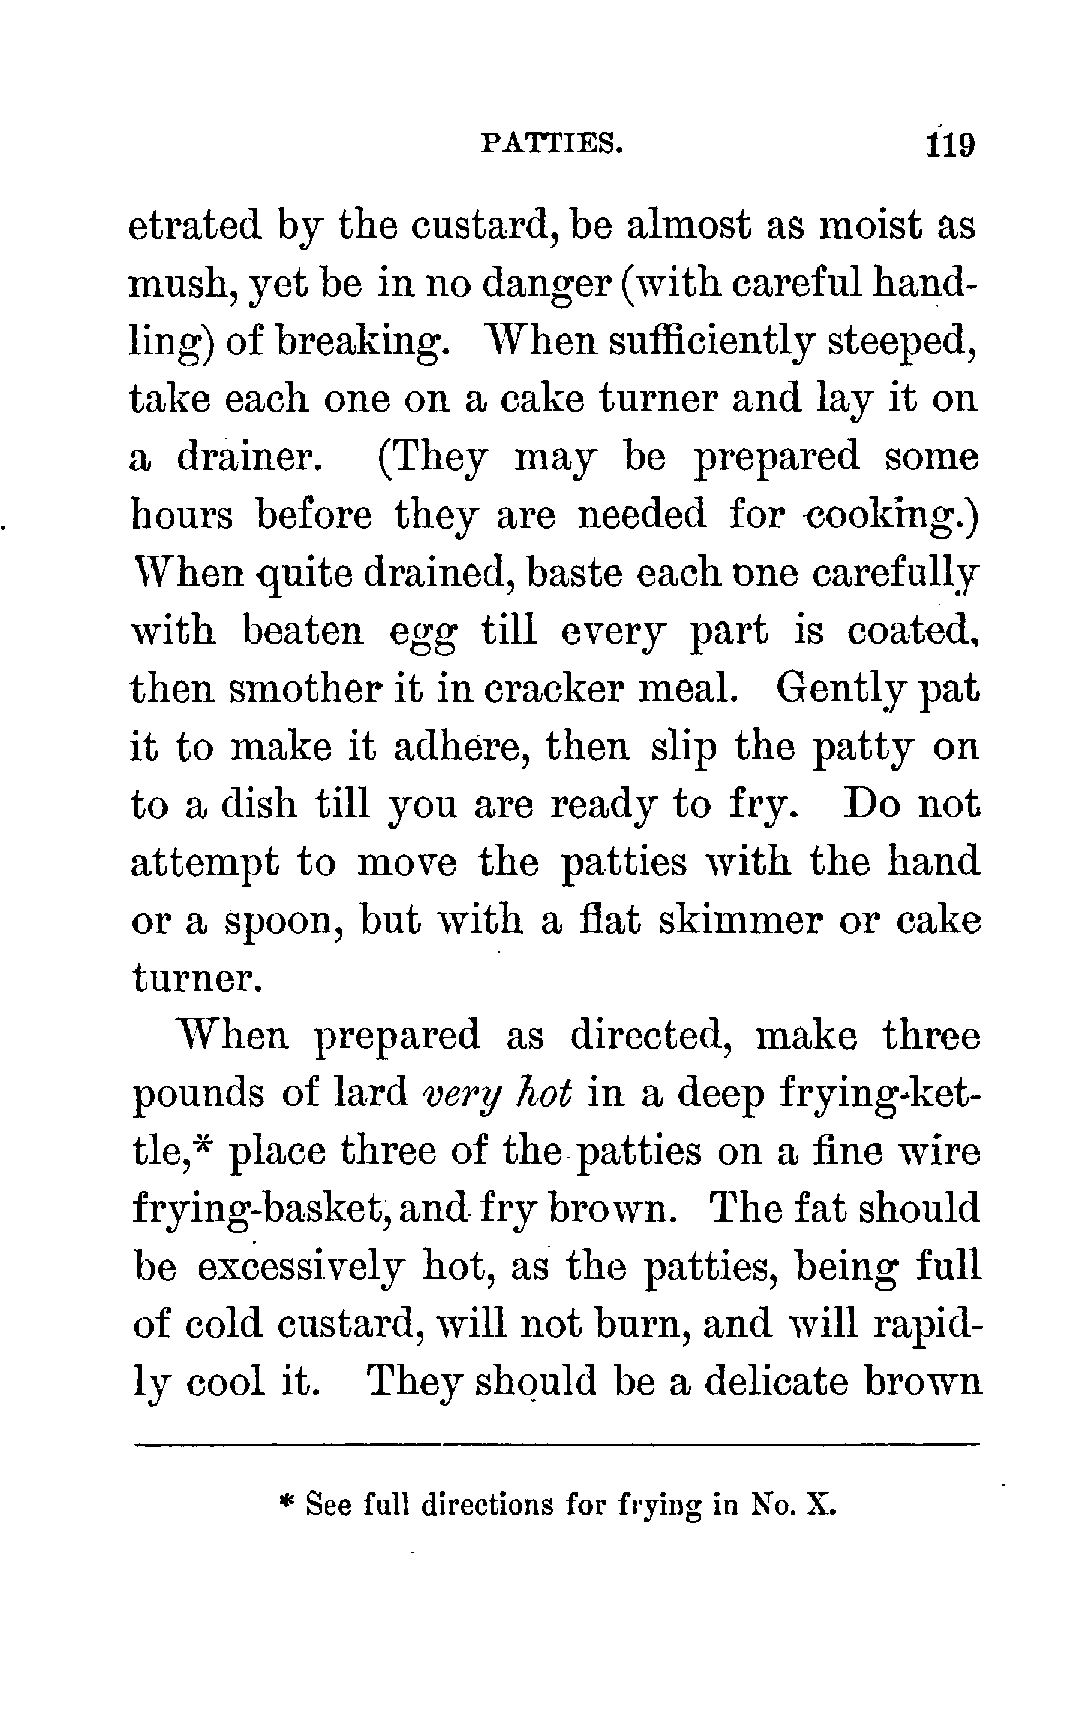 PATTIES. 119
etrated by the custard, be almost as moist as
mush, yet be in no danger (with careful hand-
ling) of breaking. When sufficiently steeped,
take each one on a cake turner and lay it on
a drainer. (They may be prepared some
hours before they are needed for cooking.)
When quite drained, baste each one carefully
with beaten egg till every part is coated,
then smother it in cracker meal. Gently pat
it to make it adhere, then slip the patty on
to a dish till you are ready to fry. Do not
attempt to move the patties with the hand
or a spoon, but with a flat skimmer or cake
turner.
When prepared as directed, make three
pounds of lard very hot in a deep frying-ket-
tle,* place three of the patties on a fine wire
frying-basket, and fry brown. The fat should
be excessively hot, as the patties, being full
of cold custard, will not burn, and will rapid-
ly cool it. They should be a delicate brown
* See full directions for frying in No. X.